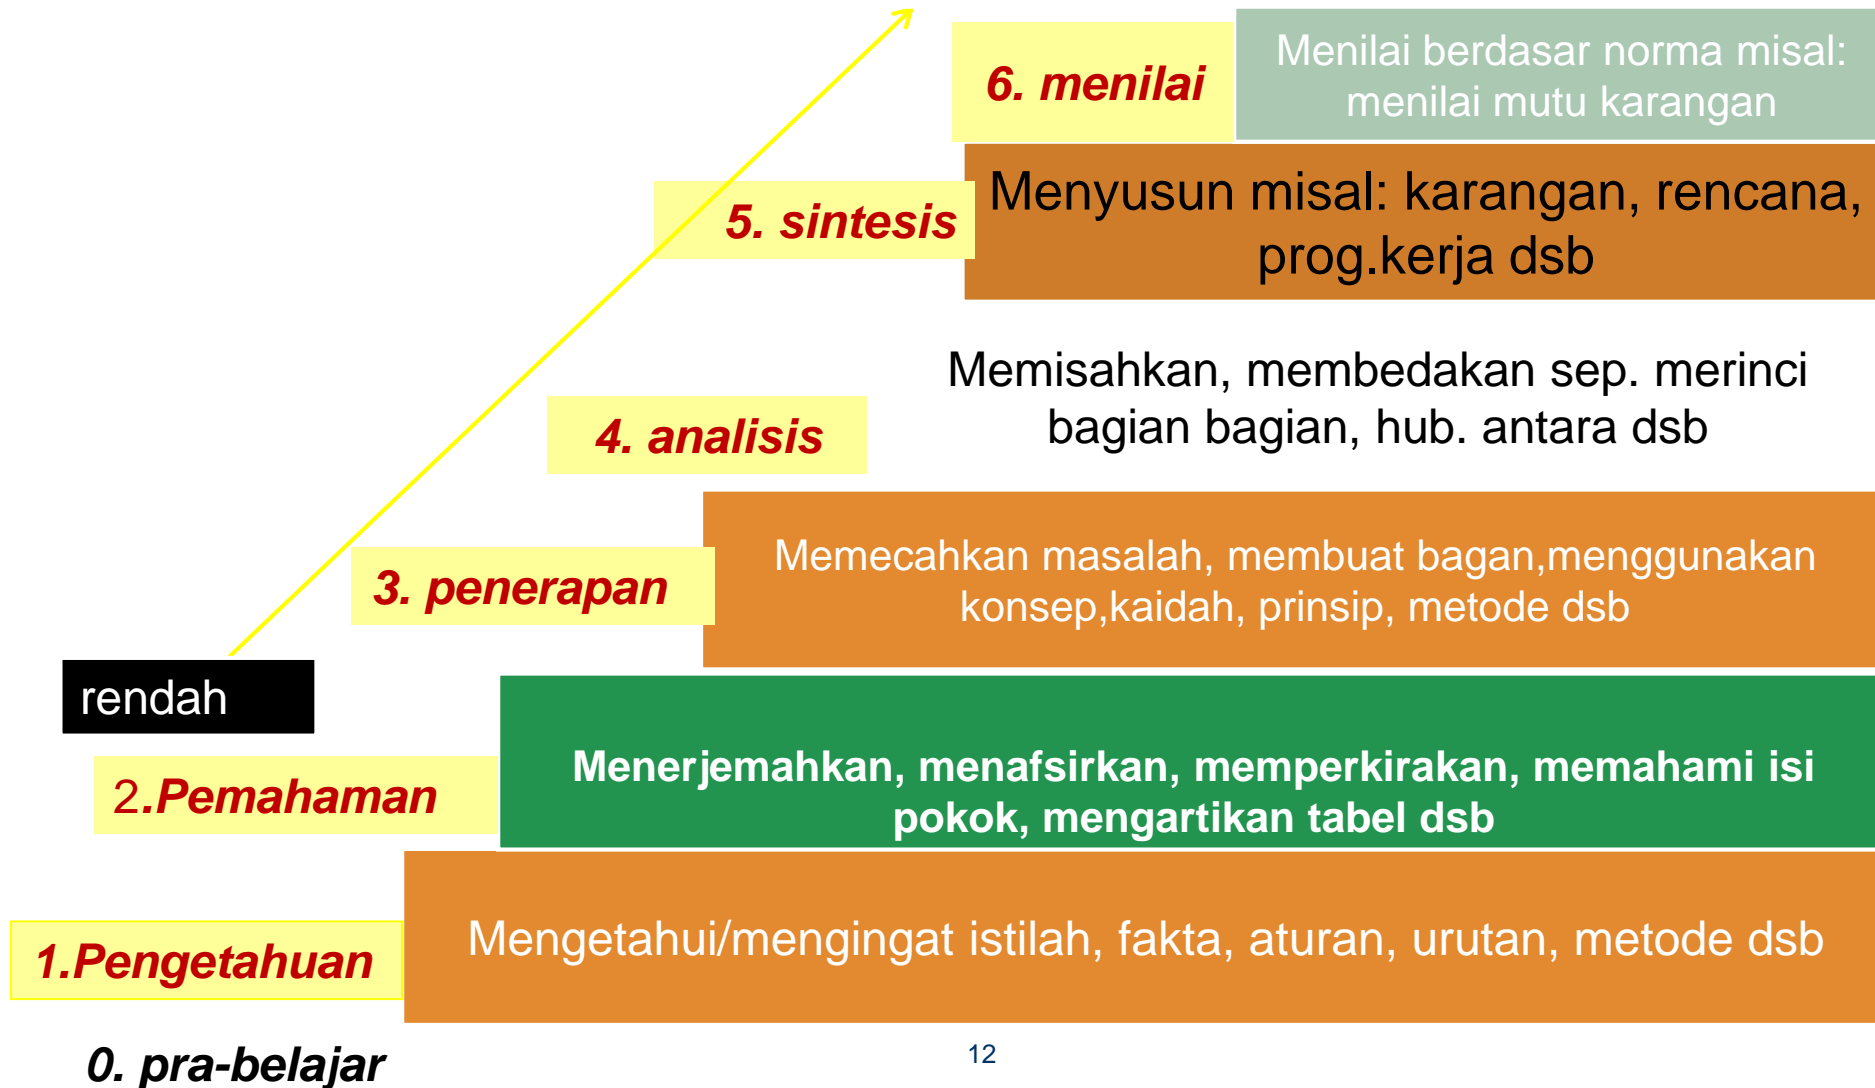 6. menilai
Menilai berdasar norma misal:
menilai mutu karangan
5. sintesis
Menyusun misal: karangan, rencana,
prog.kerja dsb
4. analisis
Memisahkan, membedakan sep. merinci
bagian bagian, hub. antara dsb
3. penerapan
Memecahkan masalah, membuat bagan,menggunakan
konsep,kaidah, prinsip, metode dsb
rendah
2.Pemahaman
Menerjemahkan, menafsirkan, memperkirakan, memahami isi
pokok, mengartikan tabel dsb
1.Pengetahuan
Mengetahui/mengingat istilah, fakta, aturan, urutan, metode dsb
0. pra-belajar
12